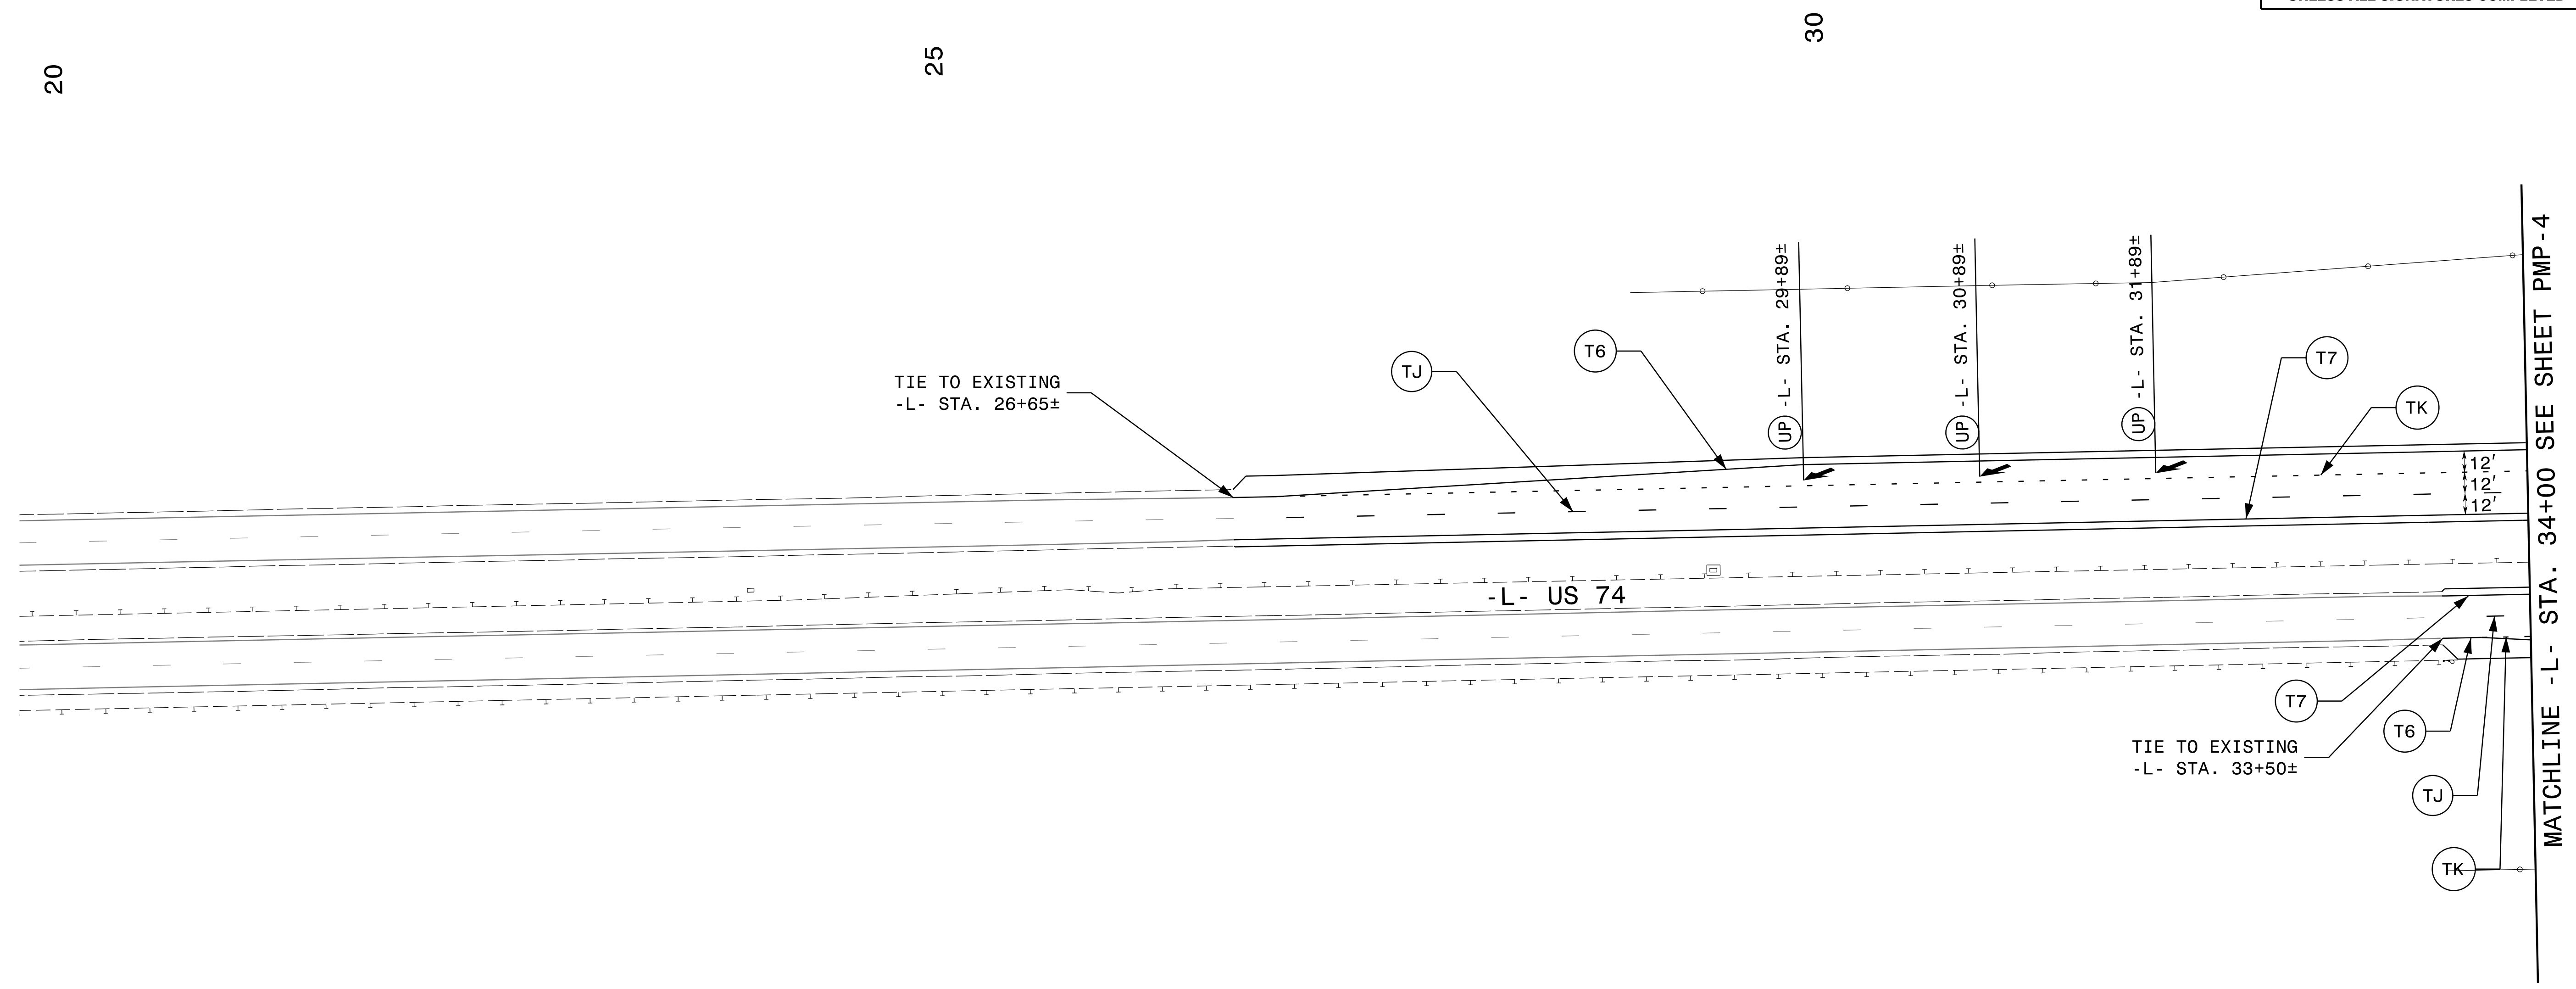 20
25
30
TIE TO EXISTING
-L- STA. 26+65±
TJ
T6
UP -L- STA. 29+89±
UP -L- STA. 30+89±
UP -L- STA. 31+89±
T7
TK
12'
12'
12'
-L- US 74
T7
T6
TIE TO EXISTING
-L- STA. 33+50±
TJ
TK
MATCHLINE -L- STA. 34+00 SEE SHEET PMP-4